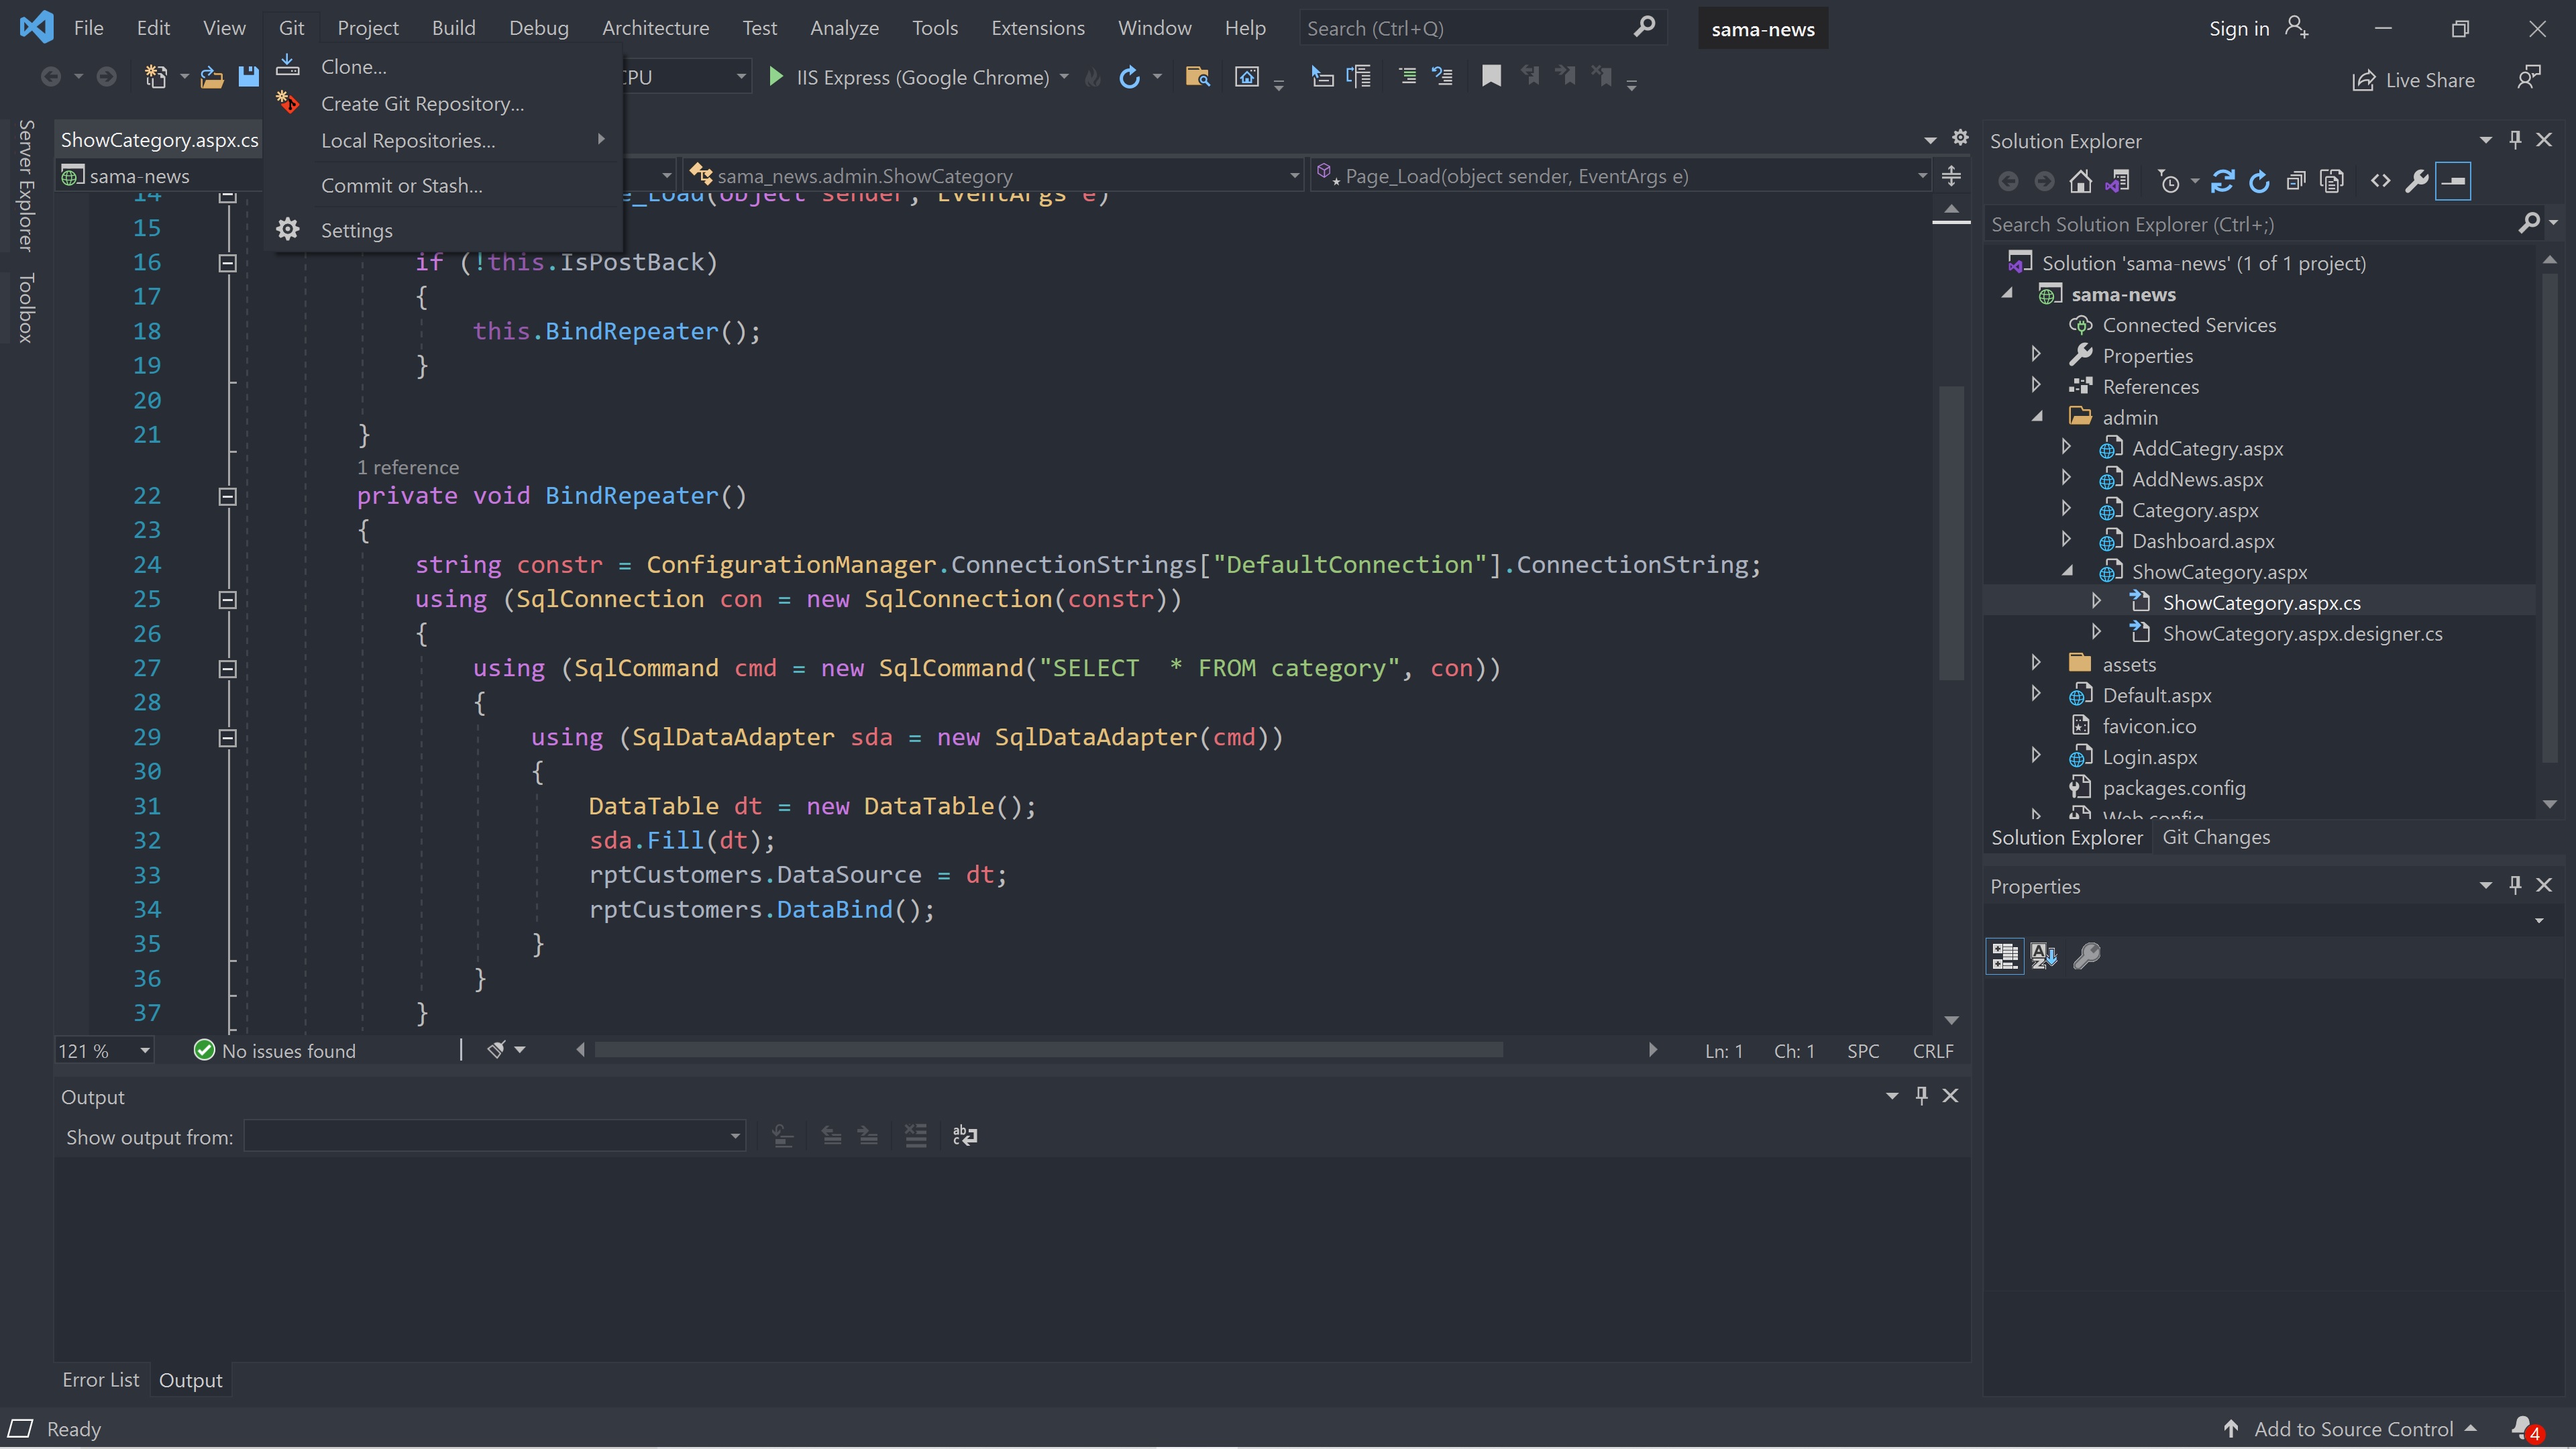 File Edit View Git Project Build Debug Architecture Test Analyze Tools Extensions Window Help Search (Ctrl+Q) sama-news Sign in
Clone...
Create Git Repository...
Local Repositories...
Commit or Stash...
Settings
CPU IIS Express (Google Chrome) Live Share
Server Explorer
Toolbox
ShowCategory.aspx.cs
sama-news sama_news.admin.ShowCategory Page_Load(object sender, EventArgs e)
14 e_Load(object sender, EventArgs e)
15
16 if (!this.IsPostBack)
17 {
18 this.BindRepeater();
19 }
20
21 }
1 reference
22 private void BindRepeater()
23 {
24 string constr = ConfigurationManager.ConnectionStrings["DefaultConnection"].ConnectionString;
25 using (SqlConnection con = new SqlConnection(constr))
26 {
27 using (SqlCommand cmd = new SqlCommand("SELECT  * FROM category", con))
28 {
29 using (SqlDataAdapter sda = new SqlDataAdapter(cmd))
30 {
31 DataTable dt = new DataTable();
32 sda.Fill(dt);
33 rptCustomers.DataSource = dt;
34 rptCustomers.DataBind();
35 }
36 }
37 }
121 % No issues found Ln: 1 Ch: 1 SPC CRLF
Output
Show output from:
Error List Output
Solution Explorer
Search Solution Explorer (Ctrl+;)
Solution 'sama-news' (1 of 1 project)
sama-news
Connected Services
Properties
References
admin
AddCategry.aspx
AddNews.aspx
Category.aspx
Dashboard.aspx
ShowCategory.aspx
ShowCategory.aspx.cs
ShowCategory.aspx.designer.cs
assets
Default.aspx
favicon.ico
Login.aspx
packages.config
Web.config
Solution Explorer Git Changes
Properties
Ready Add to Source Control 4